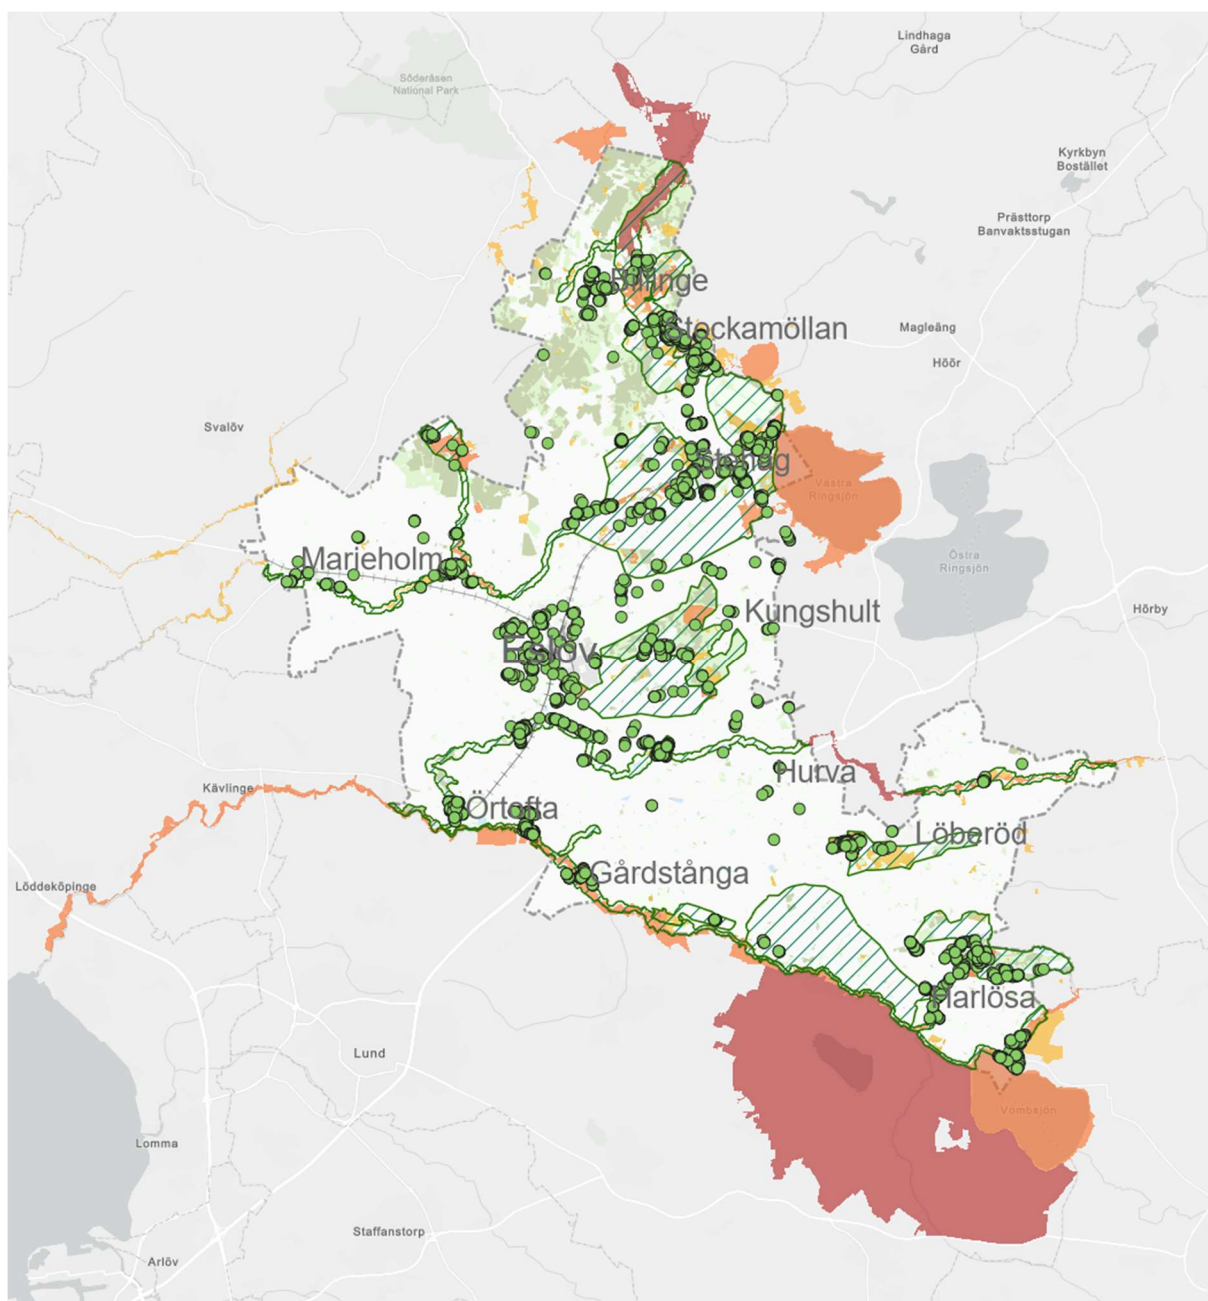 Lindhaga
Gård
Söderåsen
National Park
Kyrkbyn
Bostället
Prästtorp
Banvaktsstugan
Billinge
Stockamöllan
Magleäng
Höör
Svalöv
Stehag
Västra
Ringsjön
Östra
Ringsjön
Marieholm
Kungshult
Hörby
Eslöv
Hurva
Kävlinge
Örtofta
Löberöd
Gårdstånga
Löddeköpinge
Harlösa
Lund
Vombsjön
Lomma
Staffanstorp
Arlöv